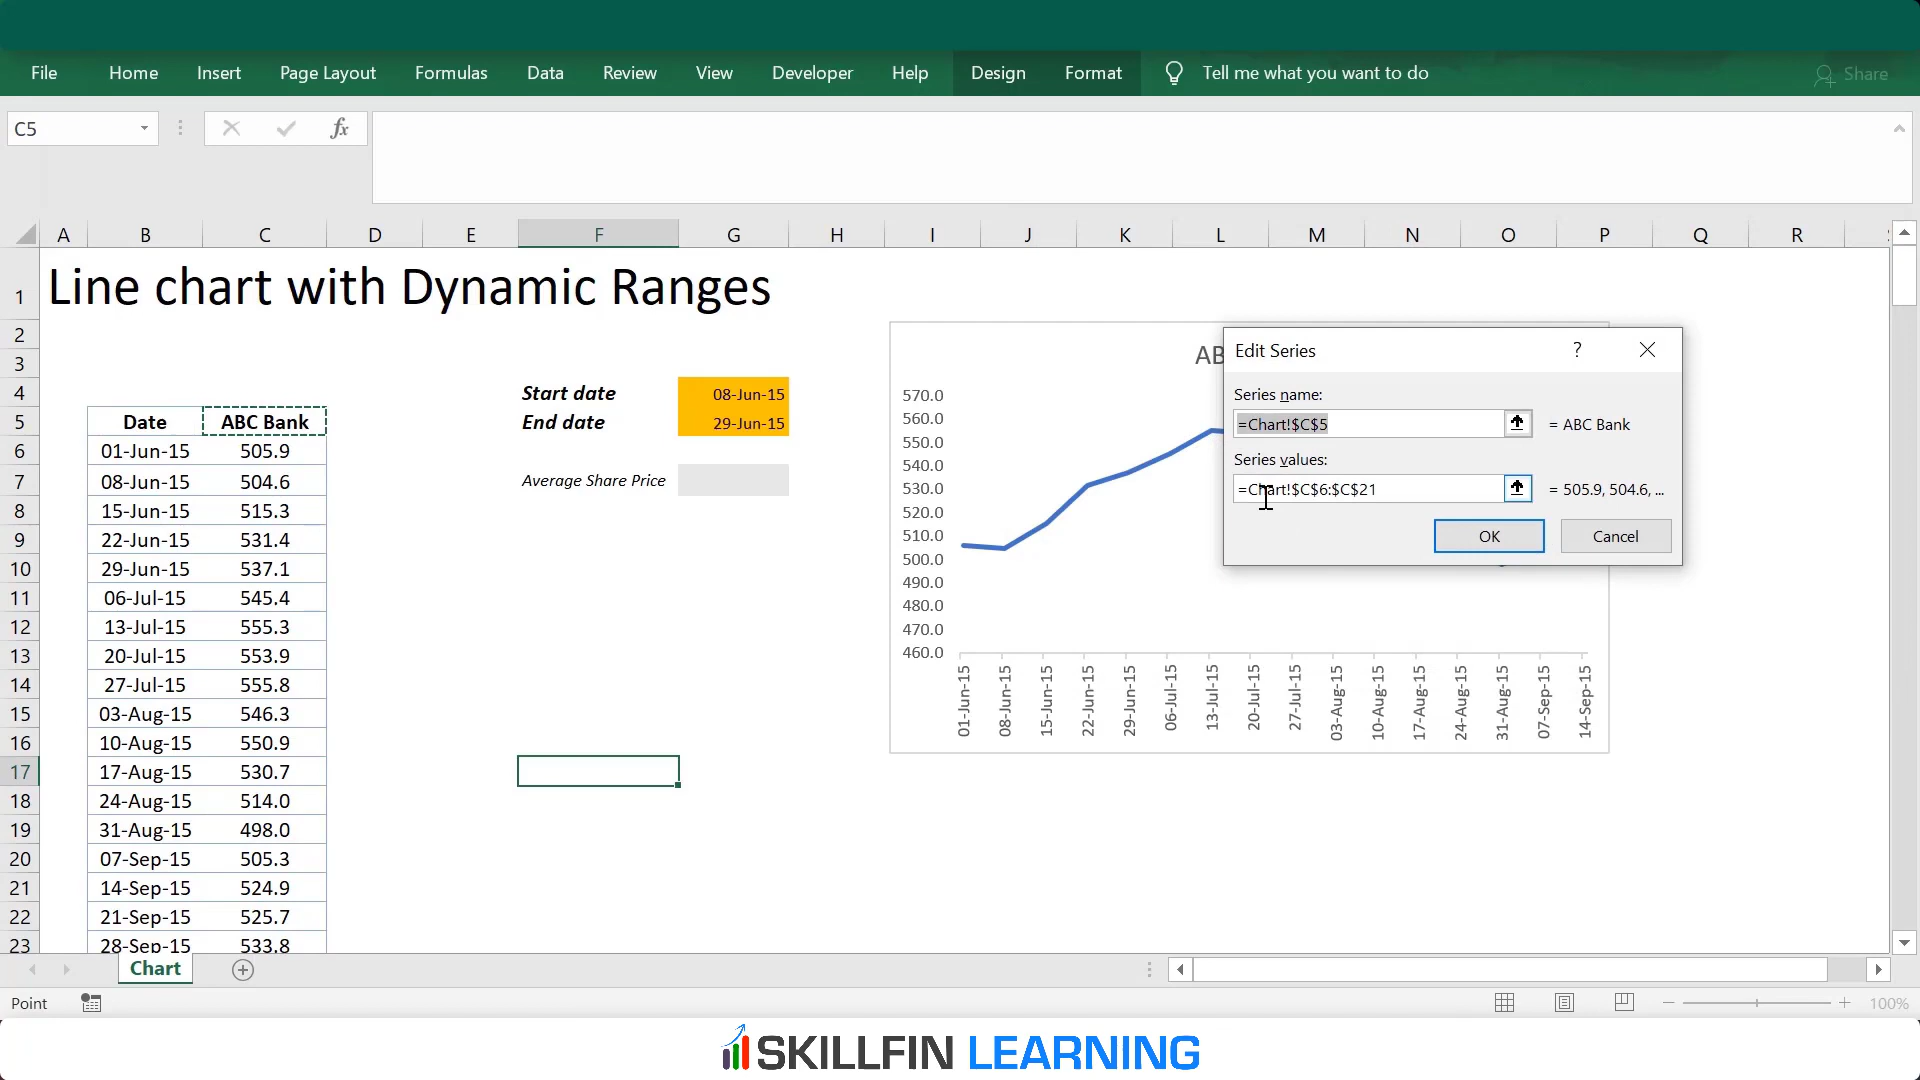 File Home Insert Page Layout Formulas Data Review View Developer Help Design Format Tell me what you want to do Share
C5 fx
A B C D E F G H I J K L M N O P Q R
1 Line chart with Dynamic Ranges
2
3
4 Start date 08-Jun-15
5 Date ABC Bank End date 29-Jun-15
6 01-Jun-15 505.9
7 08-Jun-15 504.6 Average Share Price
8 15-Jun-15 515.3
9 22-Jun-15 531.4
10 29-Jun-15 537.1
11 06-Jul-15 545.4
12 13-Jul-15 555.3
13 20-Jul-15 553.9
14 27-Jul-15 555.8
15 03-Aug-15 546.3
16 10-Aug-15 550.9
17 17-Aug-15 530.7
18 24-Aug-15 514.0
19 31-Aug-15 498.0
20 07-Sep-15 505.3
21 14-Sep-15 524.9
22 21-Sep-15 525.7
23 28-Sep-15 533.8
AB
570.0
560.0
550.0
540.0
530.0
520.0
510.0
500.0
490.0
480.0
470.0
460.0
01-Jun-15 08-Jun-15 15-Jun-15 22-Jun-15 29-Jun-15 06-Jul-15 13-Jul-15 20-Jul-15 27-Jul-15 03-Aug-15 10-Aug-15 17-Aug-15 24-Aug-15 31-Aug-15 07-Sep-15 14-Sep-15
Edit Series ?
Series name:
=Chart!$C$5 = ABC Bank
Series values:
=Chart!$C$6:$C$21 = 505.9, 504.6, ...
OK Cancel
Chart
Point 100%
SKILLFIN LEARNING